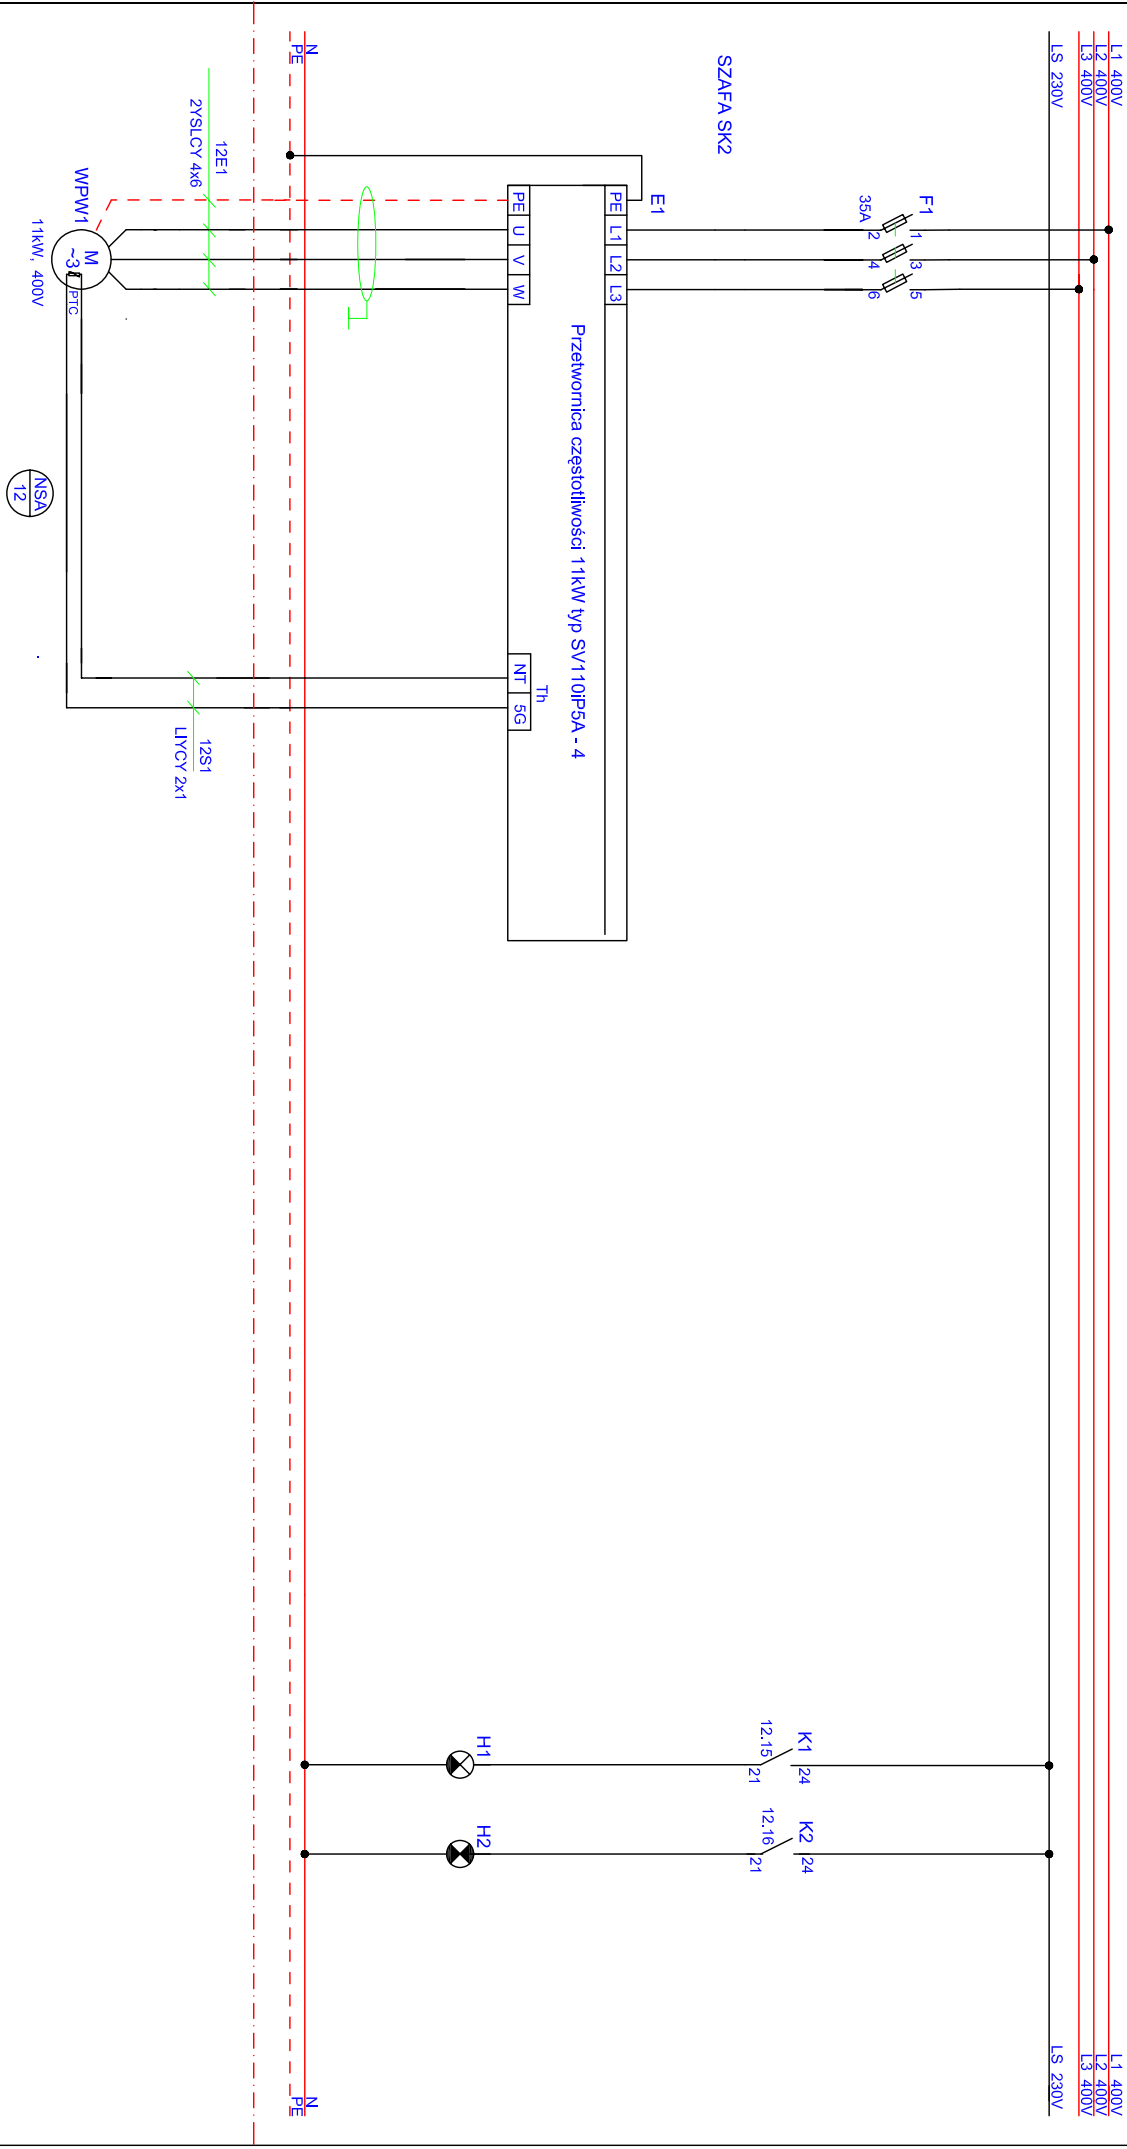 L1 400V
L2 400V
L3 400V
LS 230V
L1 400V
L2 400V
L3 400V
LS 230V
SZAFA SK2
F1
35A
1
2
3
4
5
6
E1
PE
L1
L2
L3
Przetwornica częstotliwości 11kW typ SV110iP5A - 4
PE
U
V
W
Th
NT
5G
K1
12.15
24
21
K2
12.16
24
21
H1
H2
N
PE
N
PE
12E1
2YSLCY 4x6
12S1
LIYCY 2x1
WPW1
M
~3
PTC
11kW, 400V
NSA
12